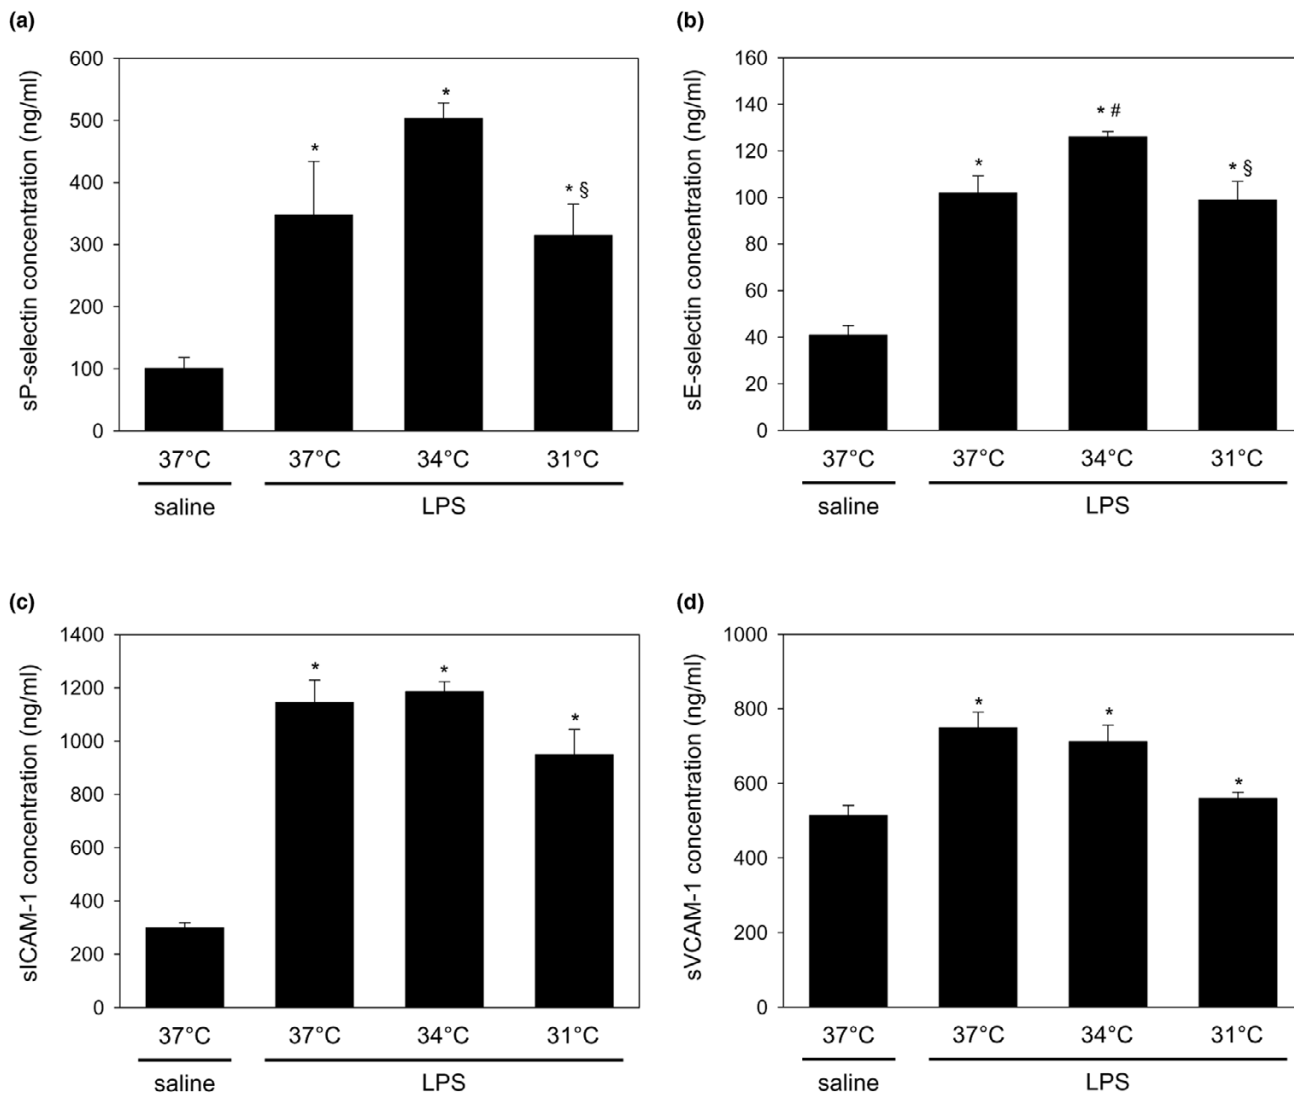 (a)
sP-selectin concentration (ng/ml)
600
500
400
300
200
100
0
*
*
* §
37°C 37°C 34°C 31°C
saline LPS
(b)
sE-selectin concentration (ng/ml)
160
140
120
100
80
60
40
20
0
*
* #
* §
37°C 37°C 34°C 31°C
saline LPS
(c)
sICAM-1 concentration (ng/ml)
1400
1200
1000
800
600
400
200
0
*
*
*
37°C 37°C 34°C 31°C
saline LPS
(d)
sVCAM-1 concentration (ng/ml)
1000
800
600
400
200
0
*
*
*
37°C 37°C 34°C 31°C
saline LPS